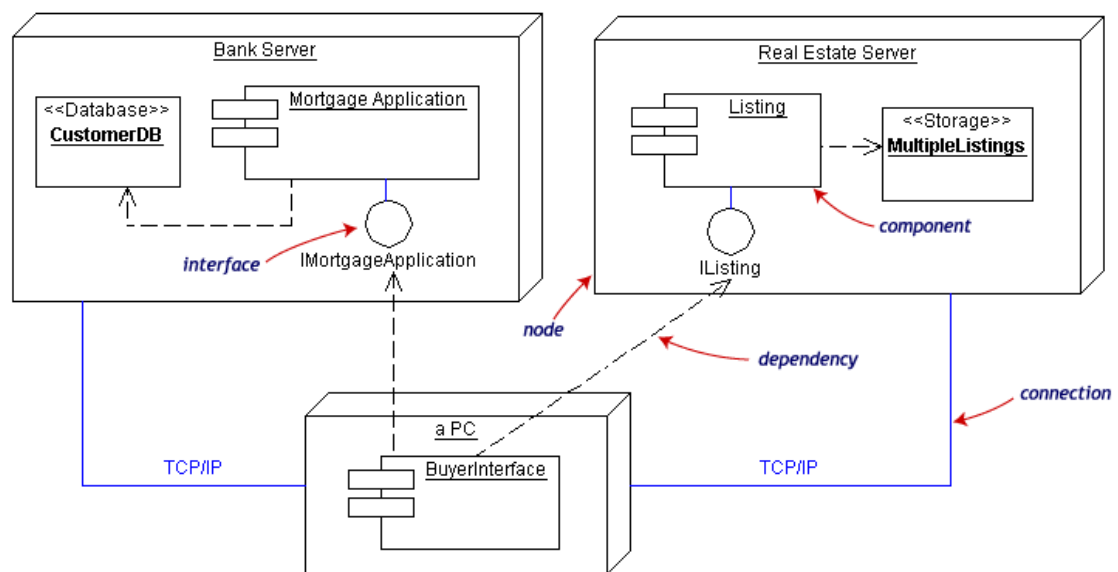 Bank Server
<<Database>>
CustomerDB
Mortgage Application
interface
IMortgageApplication
Real Estate Server
Listing
<<Storage>>
MultipleListings
component
IListing
node
dependency
connection
a PC
TCP/IP
BuyerInterface
TCP/IP